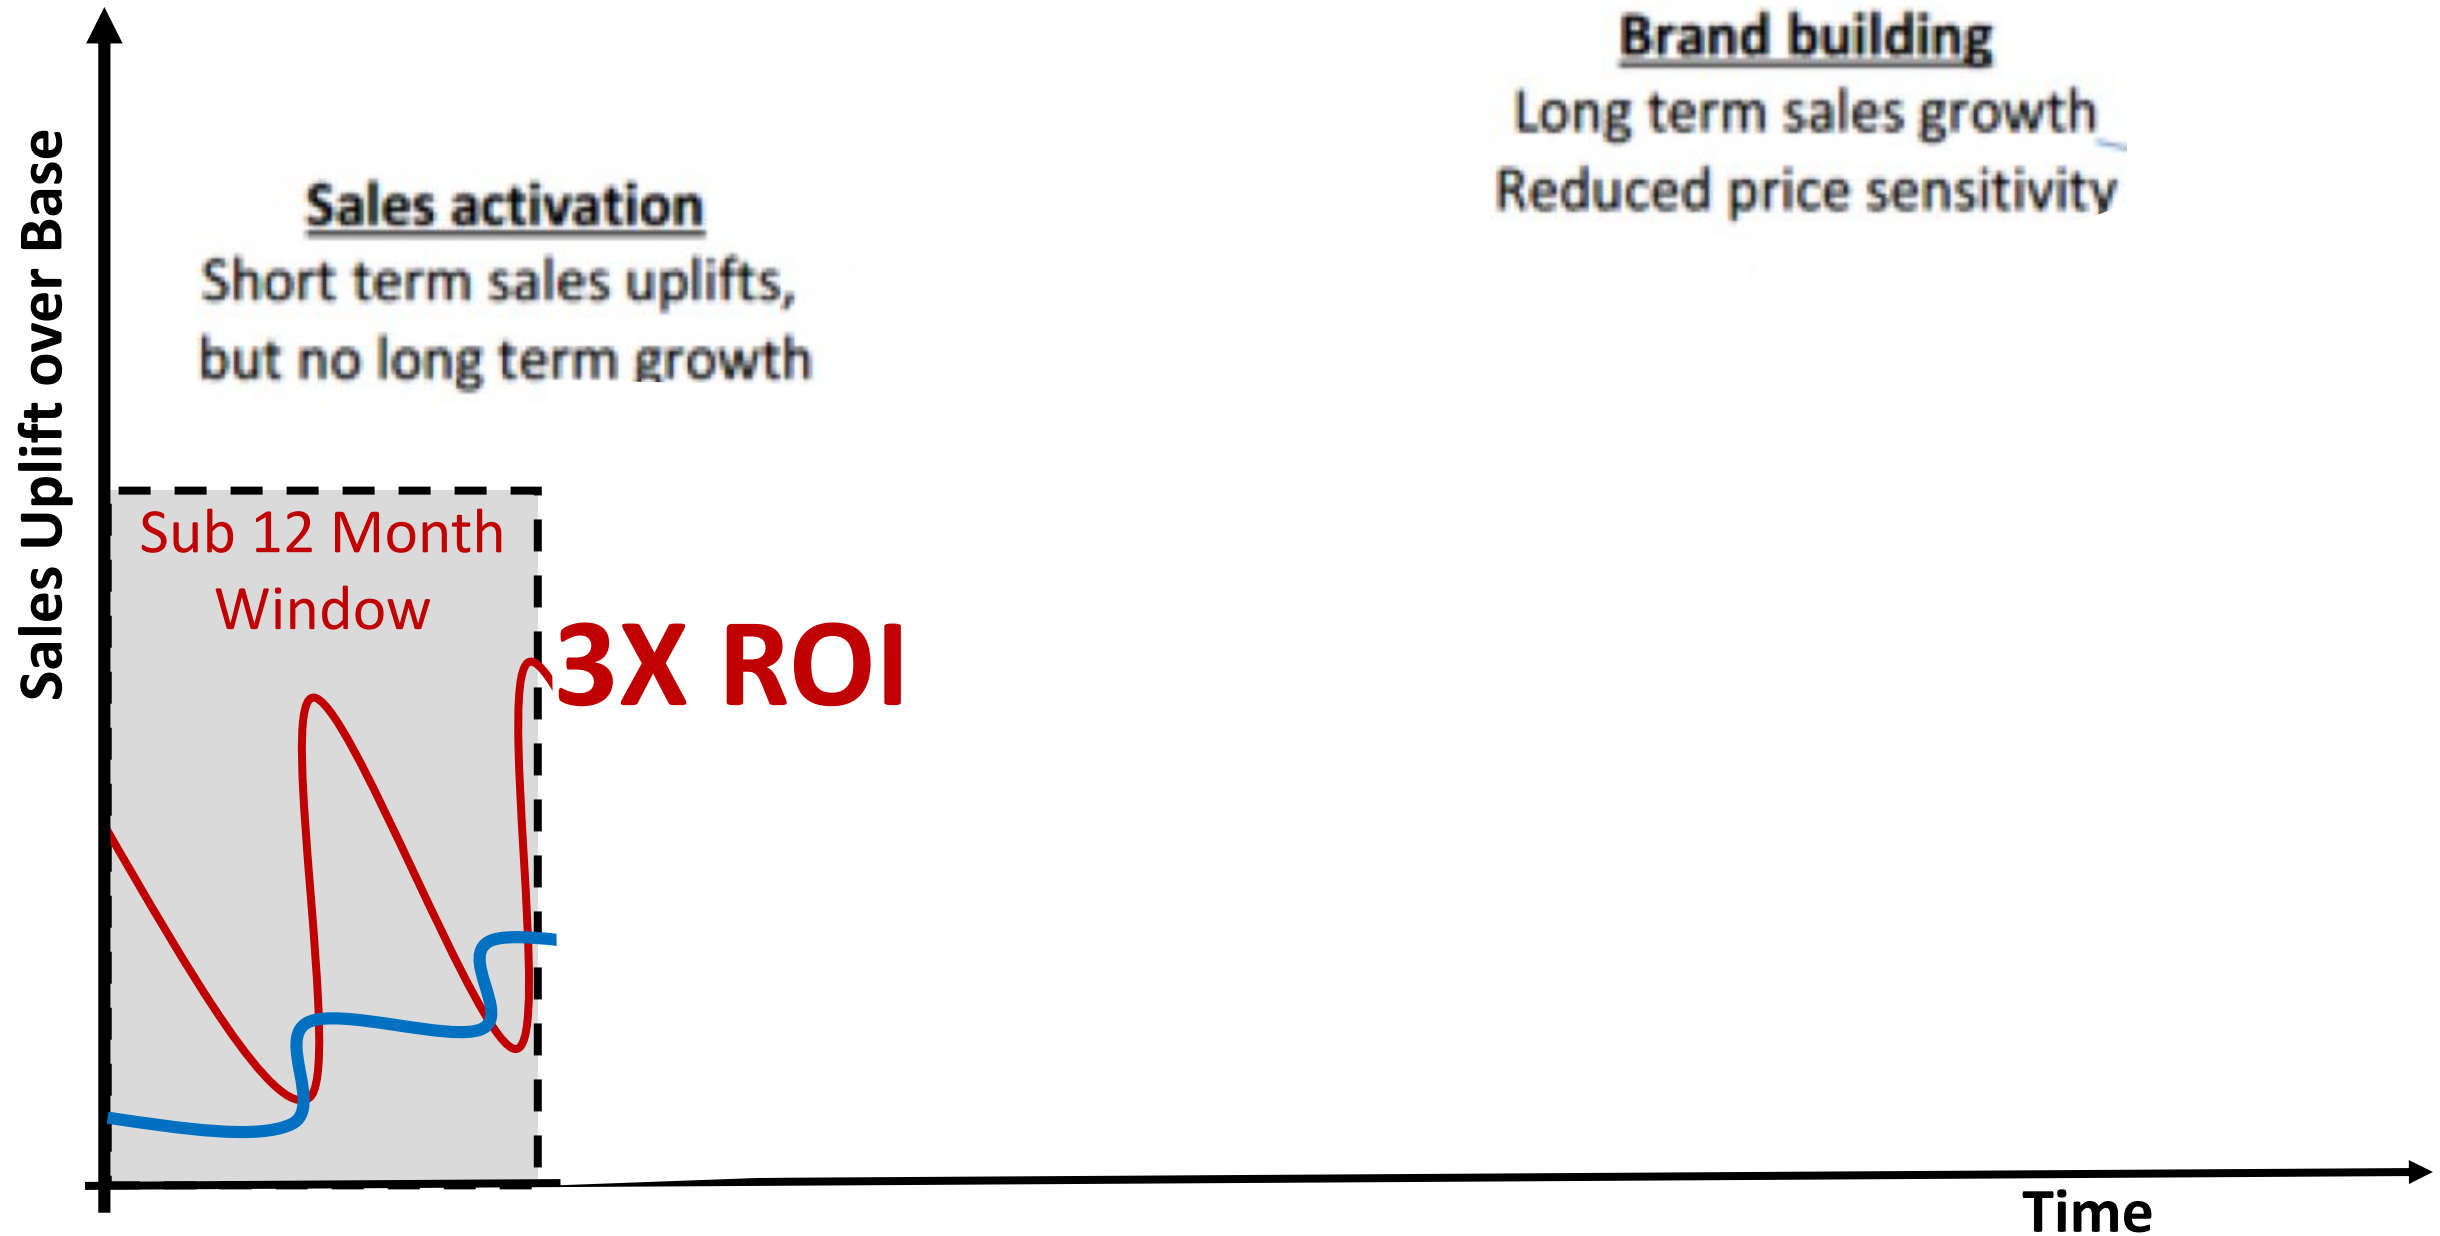 Brand building
Long term sales growth
Reduced price sensitivity
Sales activation
Short term sales uplifts,
but no long term growth
Sales Uplift over Base
Sub 12 Month
Window
3X ROI
Time